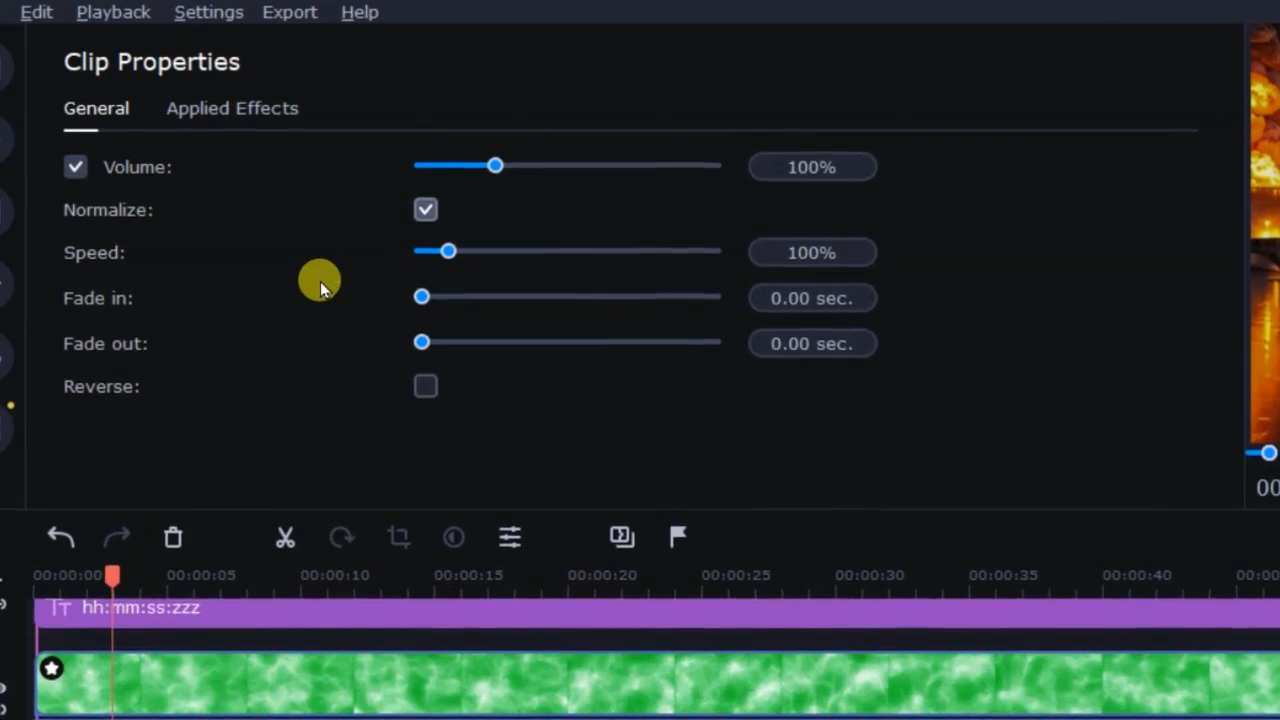 Edit Playback Settings Export Help
Clip Properties
General Applied Effects
Volume: 100%
Normalize:
Speed: 100%
Fade in: 0.00 sec.
Fade out: 0.00 sec.
Reverse:
00
00:00:00 00:00:05 00:00:10 00:00:15 00:00:20 00:00:25 00:00:30 00:00:35 00:00:40 00:00
hh:mm:ss:zzz